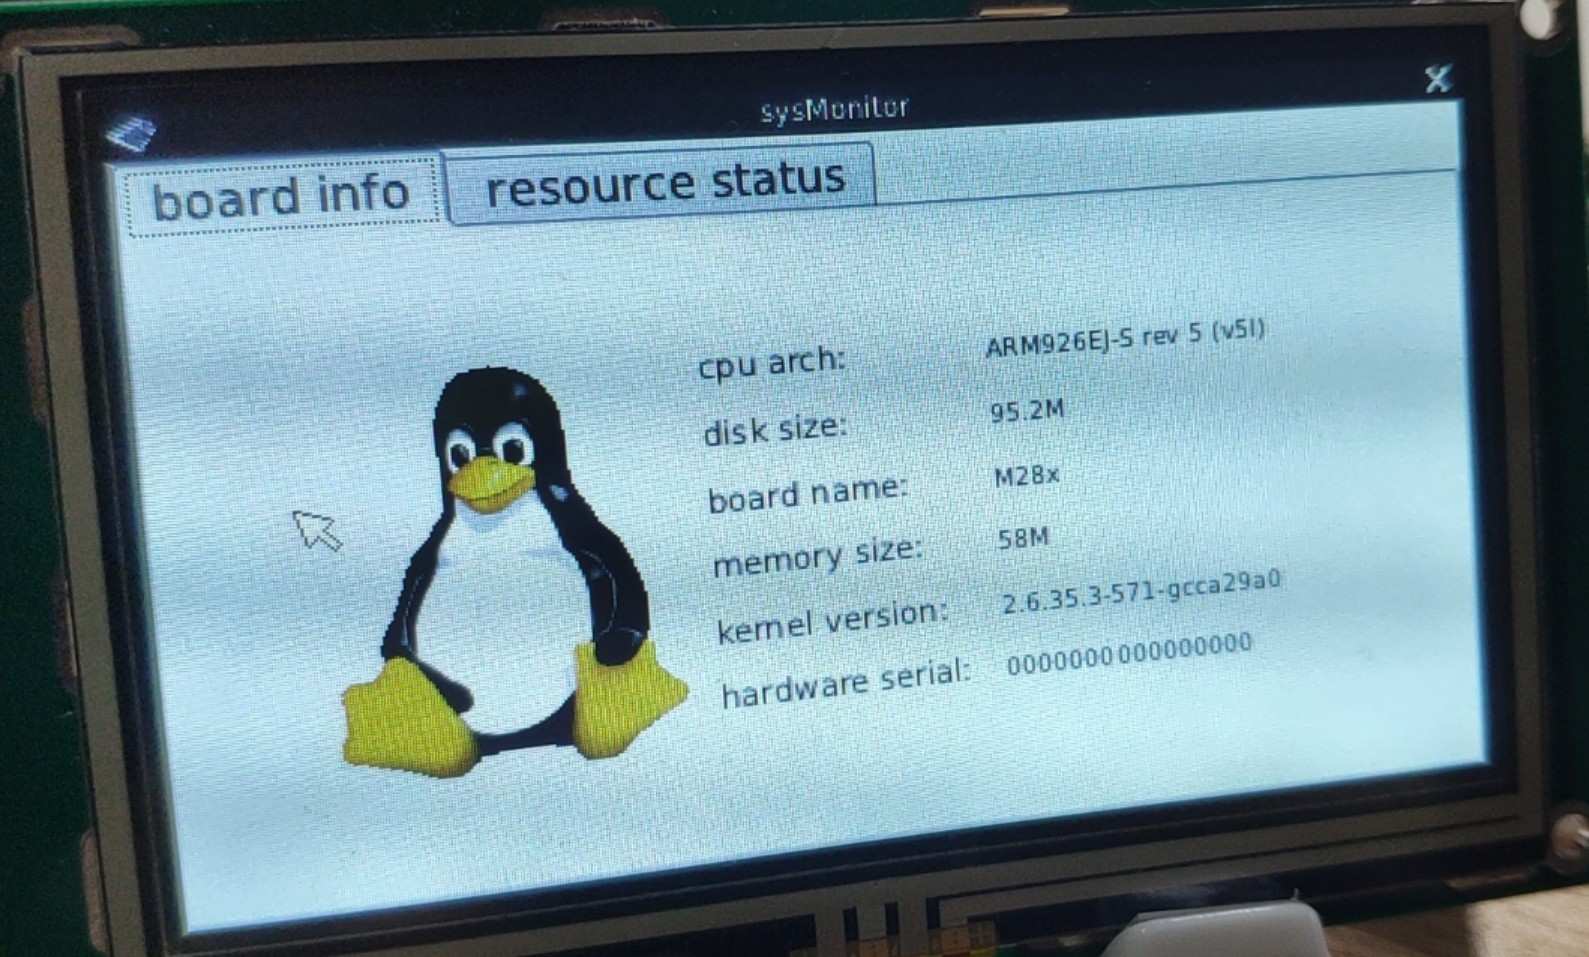 sysMonitor
board info resource status
cpu arch: ARM926EJ-S rev 5 (v5l)
disk size: 95.2M
board name: M28x
memory size: 58M
kernel version: 2.6.35.3-571-gcca29a0
hardware serial: 0000000000000000